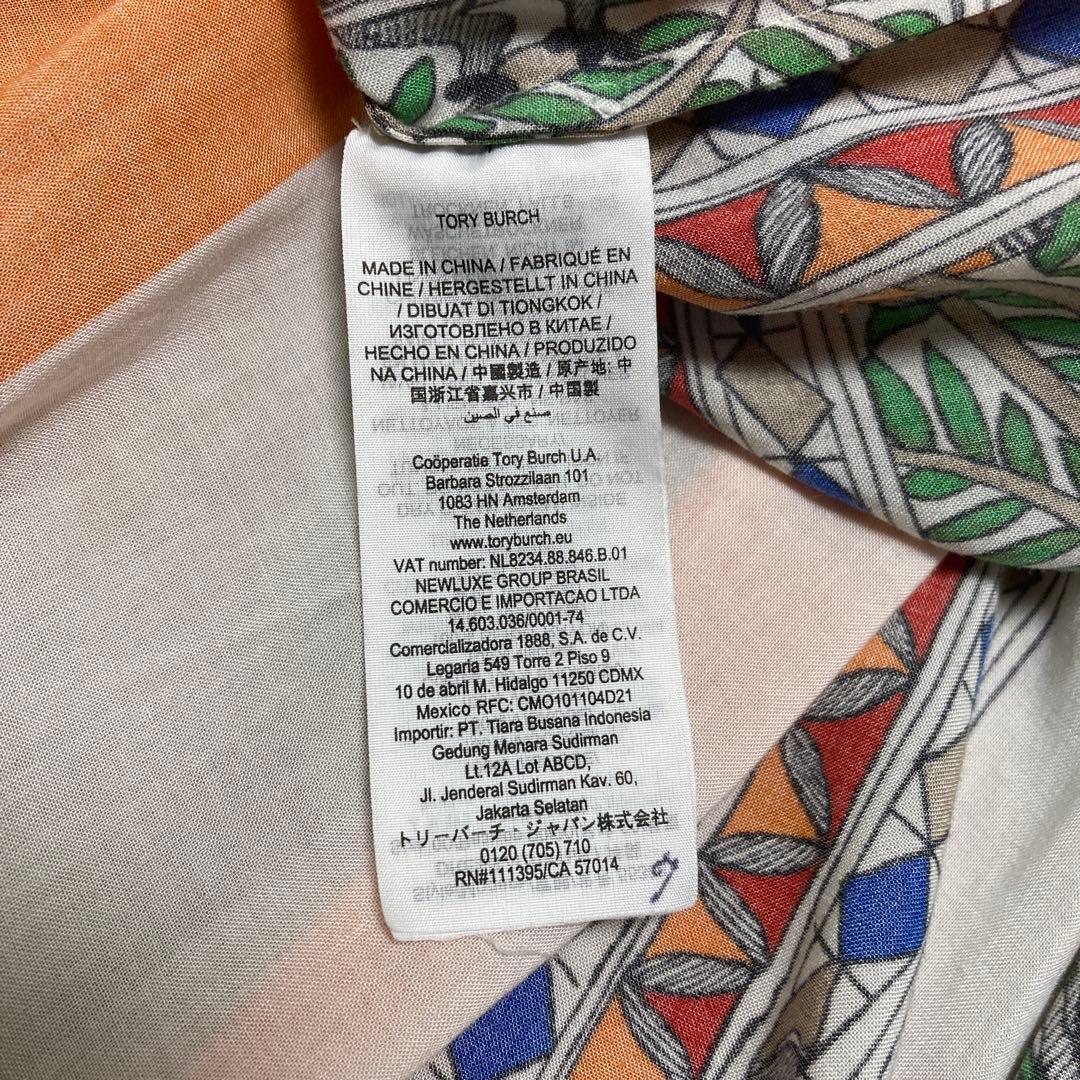 TORY BURCH
MADE IN CHINA / FABRIQUÉ EN
CHINE / HERGESTELLT IN CHINA
/ DIBUAT DI TIONGKOK /
ИЗГОТОВЛЕНО В КИТАЕ /
HECHO EN CHINA / PRODUZIDO
NA CHINA / 中國製造 / 原产地: 中
国浙江省嘉兴市 / 中国製
صنع في الصين
Coöperatie Tory Burch U.A.
Barbara Strozzilaan 101
1083 HN Amsterdam
The Netherlands
www.toryburch.eu
VAT number: NL8234.88.846.B.01
NEWLUXE GROUP BRASIL
COMERCIO E IMPORTACAO LTDA
14.603.036/0001-74
Comercializadora 1888, S.A. de C.V.
Legaria 549 Torre 2 Piso 9
10 de abril M. Hidalgo 11250 CDMX
Mexico RFC: CMO101104D21
Importir: PT. Tiara Busana Indonesia
Gedung Menara Sudirman
Lt.12A Lot ABCD,
Jl. Jenderal Sudirman Kav. 60,
Jakarta Selatan
トリーバーチ・ジャパン株式会社
0120 (705) 710
RN#111395/CA 57014